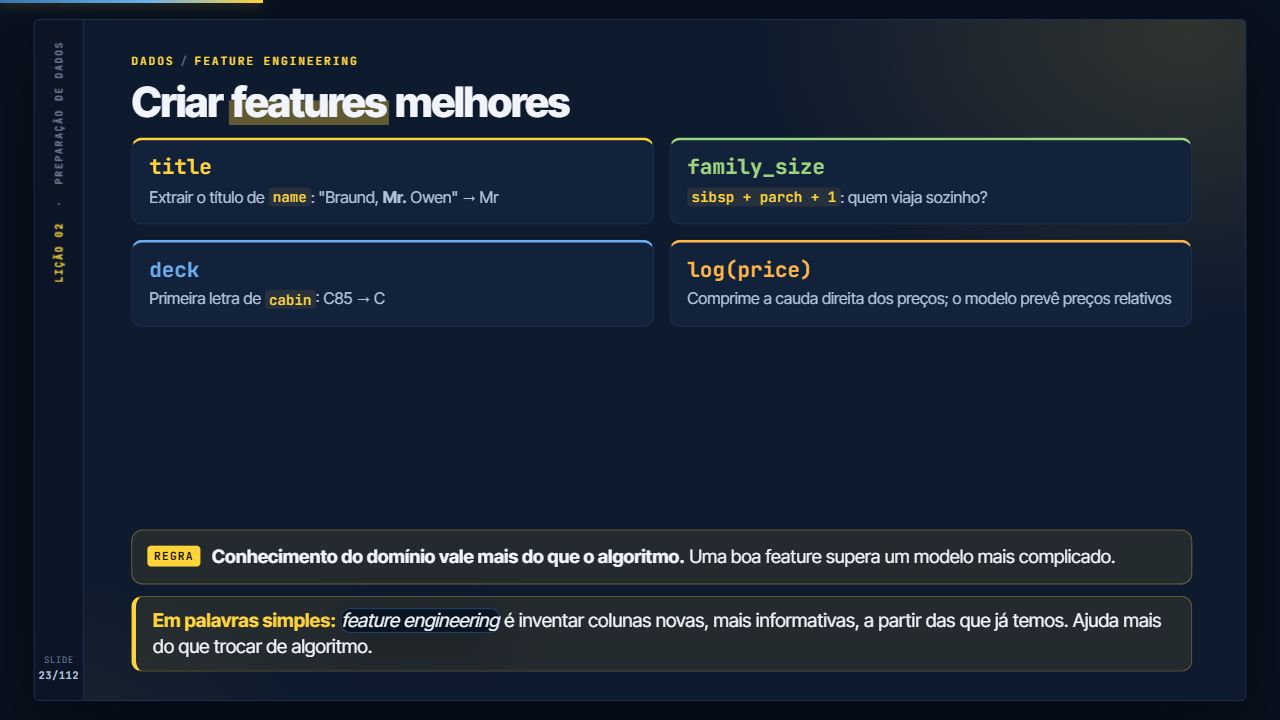 LIÇÃO 02 · PREPARAÇÃO DE DADOS
DADOS / FEATURE ENGINEERING
Criar features melhores
title
Extrair o título de name: "Braund, Mr. Owen" → Mr
family_size
sibsp + parch + 1: quem viaja sozinho?
deck
Primeira letra de cabin: C85 → C
log(price)
Comprime a cauda direita dos preços; o modelo prevê preços relativos
REGRA Conhecimento do domínio vale mais do que o algoritmo. Uma boa feature supera um modelo mais complicado.
Em palavras simples: feature engineering é inventar colunas novas, mais informativas, a partir das que já temos. Ajuda mais
do que trocar de algoritmo.
SLIDE
23/112